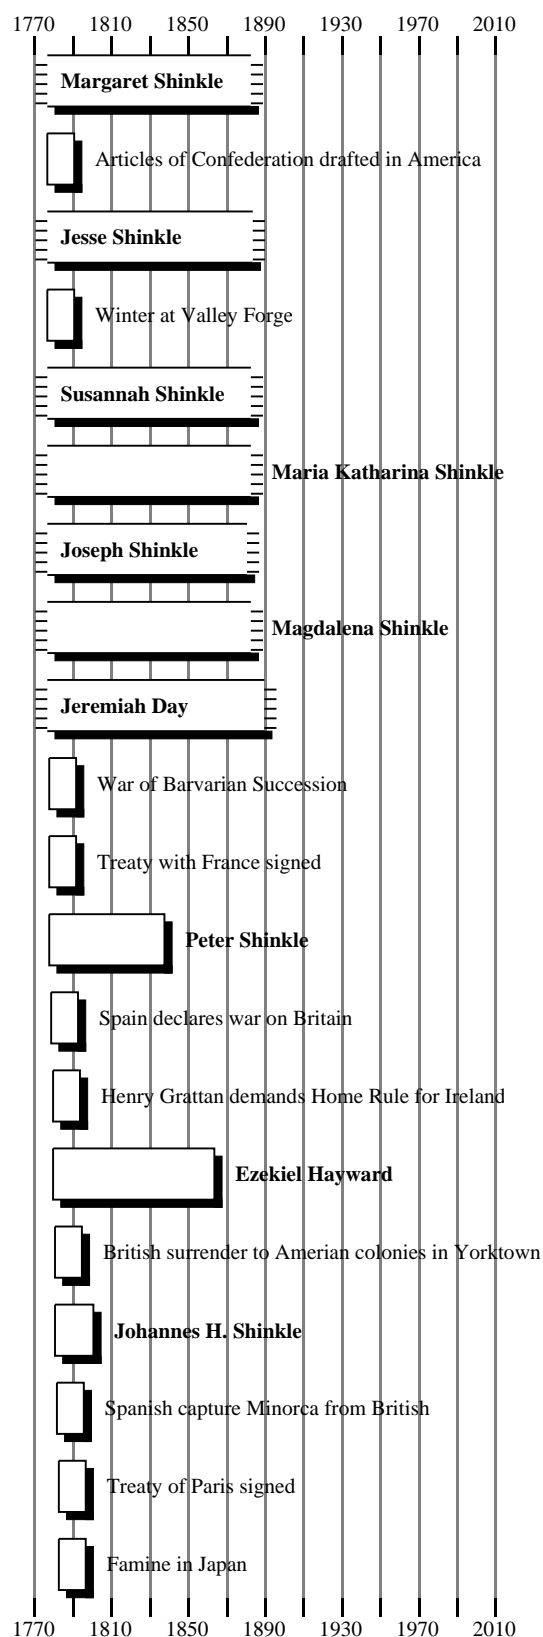 1770 1810 1850 1890 1930 1970 2010
Margaret Shinkle
Articles of Confederation drafted in America
Jesse Shinkle
Winter at Valley Forge
Susannah Shinkle
Maria Katharina Shinkle
Joseph Shinkle
Magdalena Shinkle
Jeremiah Day
War of Barvarian Succession
Treaty with France signed
Peter Shinkle
Spain declares war on Britain
Henry Grattan demands Home Rule for Ireland
Ezekiel Hayward
British surrender to Amerian colonies in Yorktown
Johannes H. Shinkle
Spanish capture Minorca from British
Treaty of Paris signed
Famine in Japan
1770 1810 1850 1890 1930 1970 2010